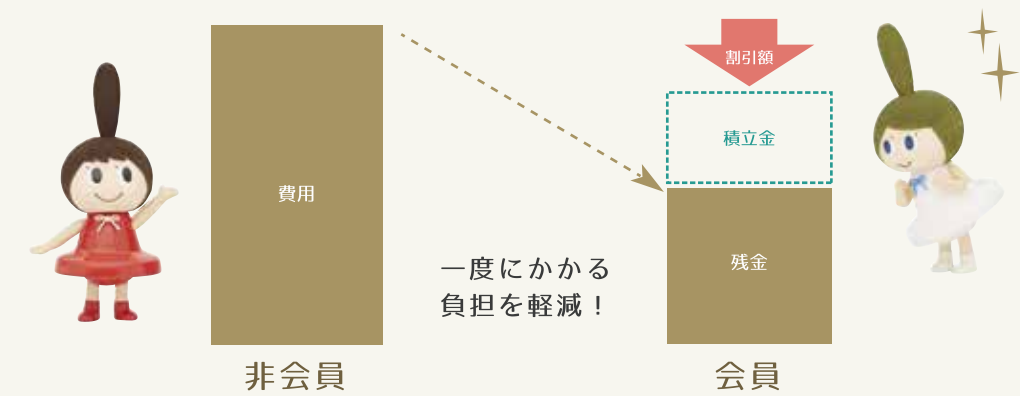 費用
非会員
一度にかかる
負担を軽減！
割引額
積立金
残金
会員